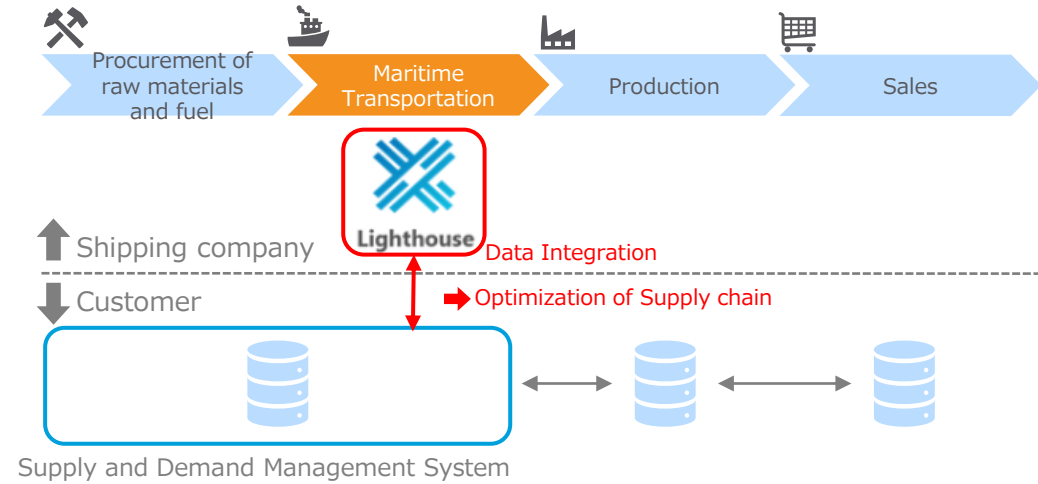 Procurement of
raw materials
and fuel
Maritime
Transportation
Production
Sales
Lighthouse
Shipping company
Data Integration
Customer
Optimization of Supply chain
Supply and Demand Management System